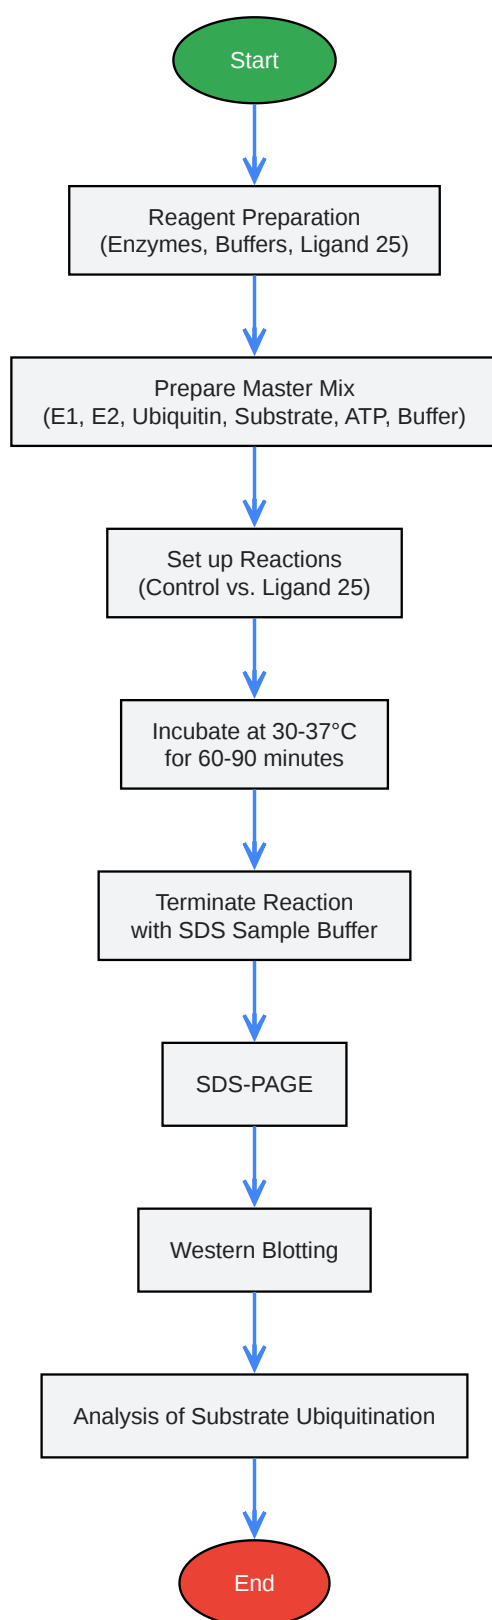 Start
Reagent Preparation
(Enzymes, Buffers, Ligand 25)
Prepare Master Mix
(E1, E2, Ubiquitin, Substrate, ATP, Buffer)
Set up Reactions
(Control vs. Ligand 25)
Incubate at 30-37°C
for 60-90 minutes
Terminate Reaction
with SDS Sample Buffer
SDS-PAGE
Western Blotting
Analysis of Substrate Ubiquitination
End